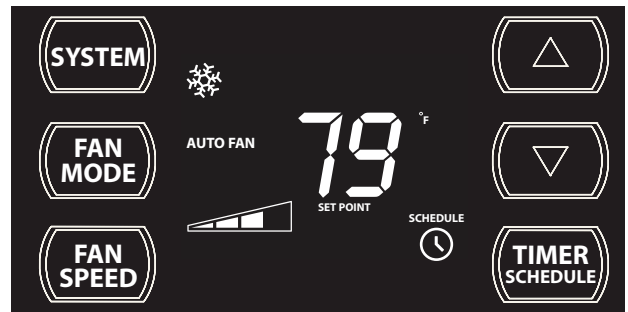 SYSTEM
FAN
MODE
FAN
SPEED
AUTO FAN
79 °F
SET POINT
SCHEDULE
TIMER
SCHEDULE